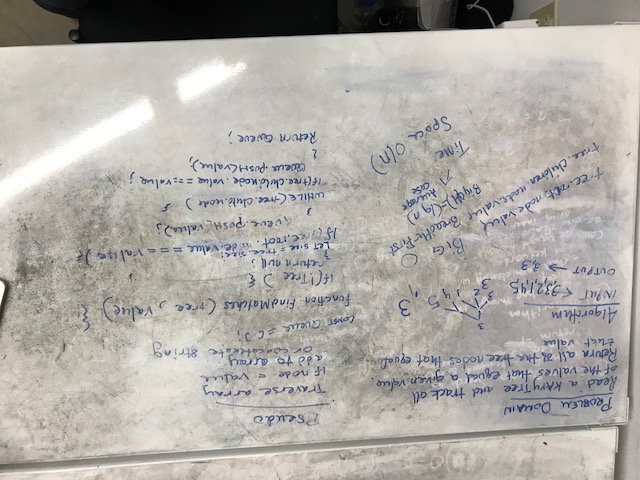 PROBLEM DOMAIN
Read a KAryTree and track all
of the values that equal a given value.
Return all of the tree nodes that equal
that value
Algorithm
INPUT ← 3,3,2,1,4,5
OUTPUT → 3,3
3
3 2 1 4 5 , 3
3
tree.root.node.value
tree.children.node.value
BIG O
Breadth-First
Big(H)=(lg n)
Average
case
Time
Space O(n)
Pseudo
Traverse array
if node = value
add to array
or concatenate string
const Queue = [ ];
function FindMatches (tree, value) {
if(!Tree ) {
return null;
}
Let size = tree.size;
If (tree.root.node.value === value){
Queue.push(value);
}
WHILE(tree.child.node) {
if(tree.child.node.value === value;
Queue.push(value);
{
Return Queue;